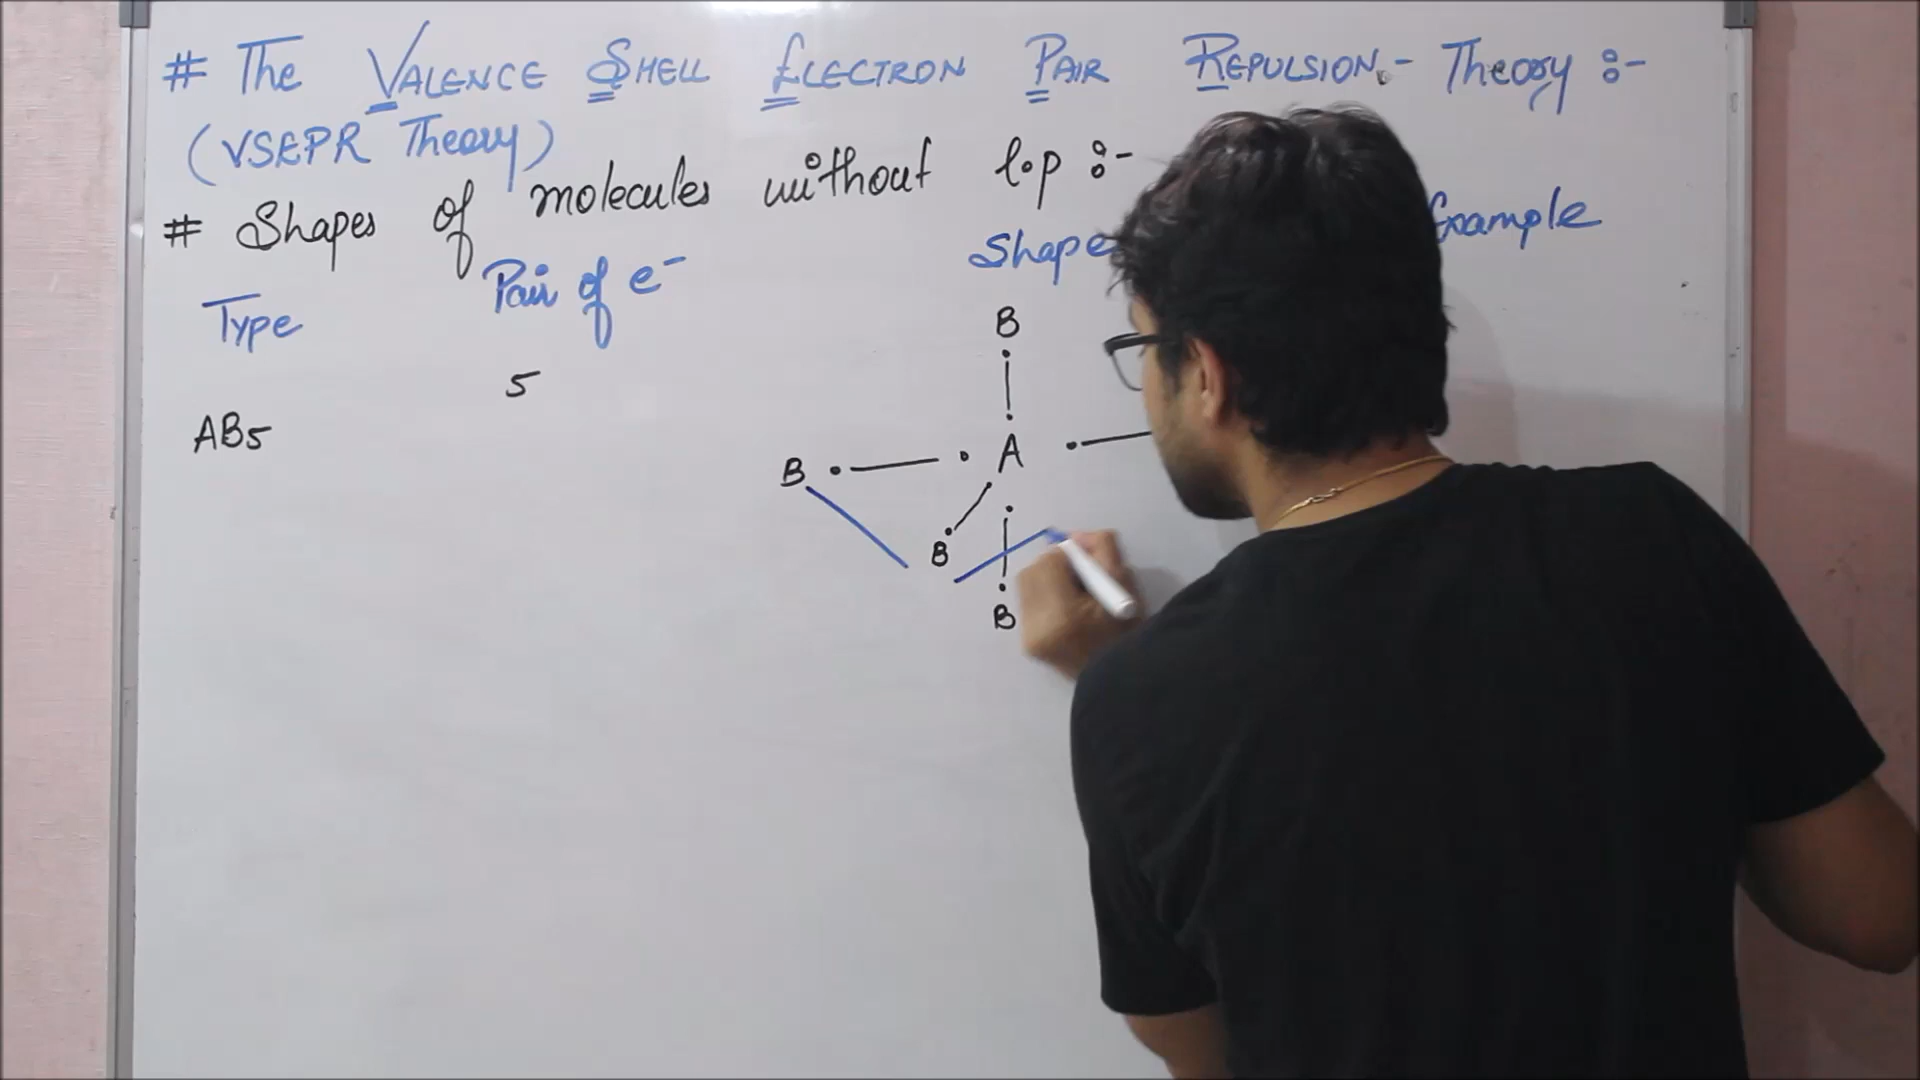 # The VALENCE SHELL ELECTRON PAIR REPULSION - Theory :-
(VSEPR Theory)
# Shapes of molecules without l.p :-
Type Pair of e⁻ Shape Example
AB5 5
B
B A
B
B